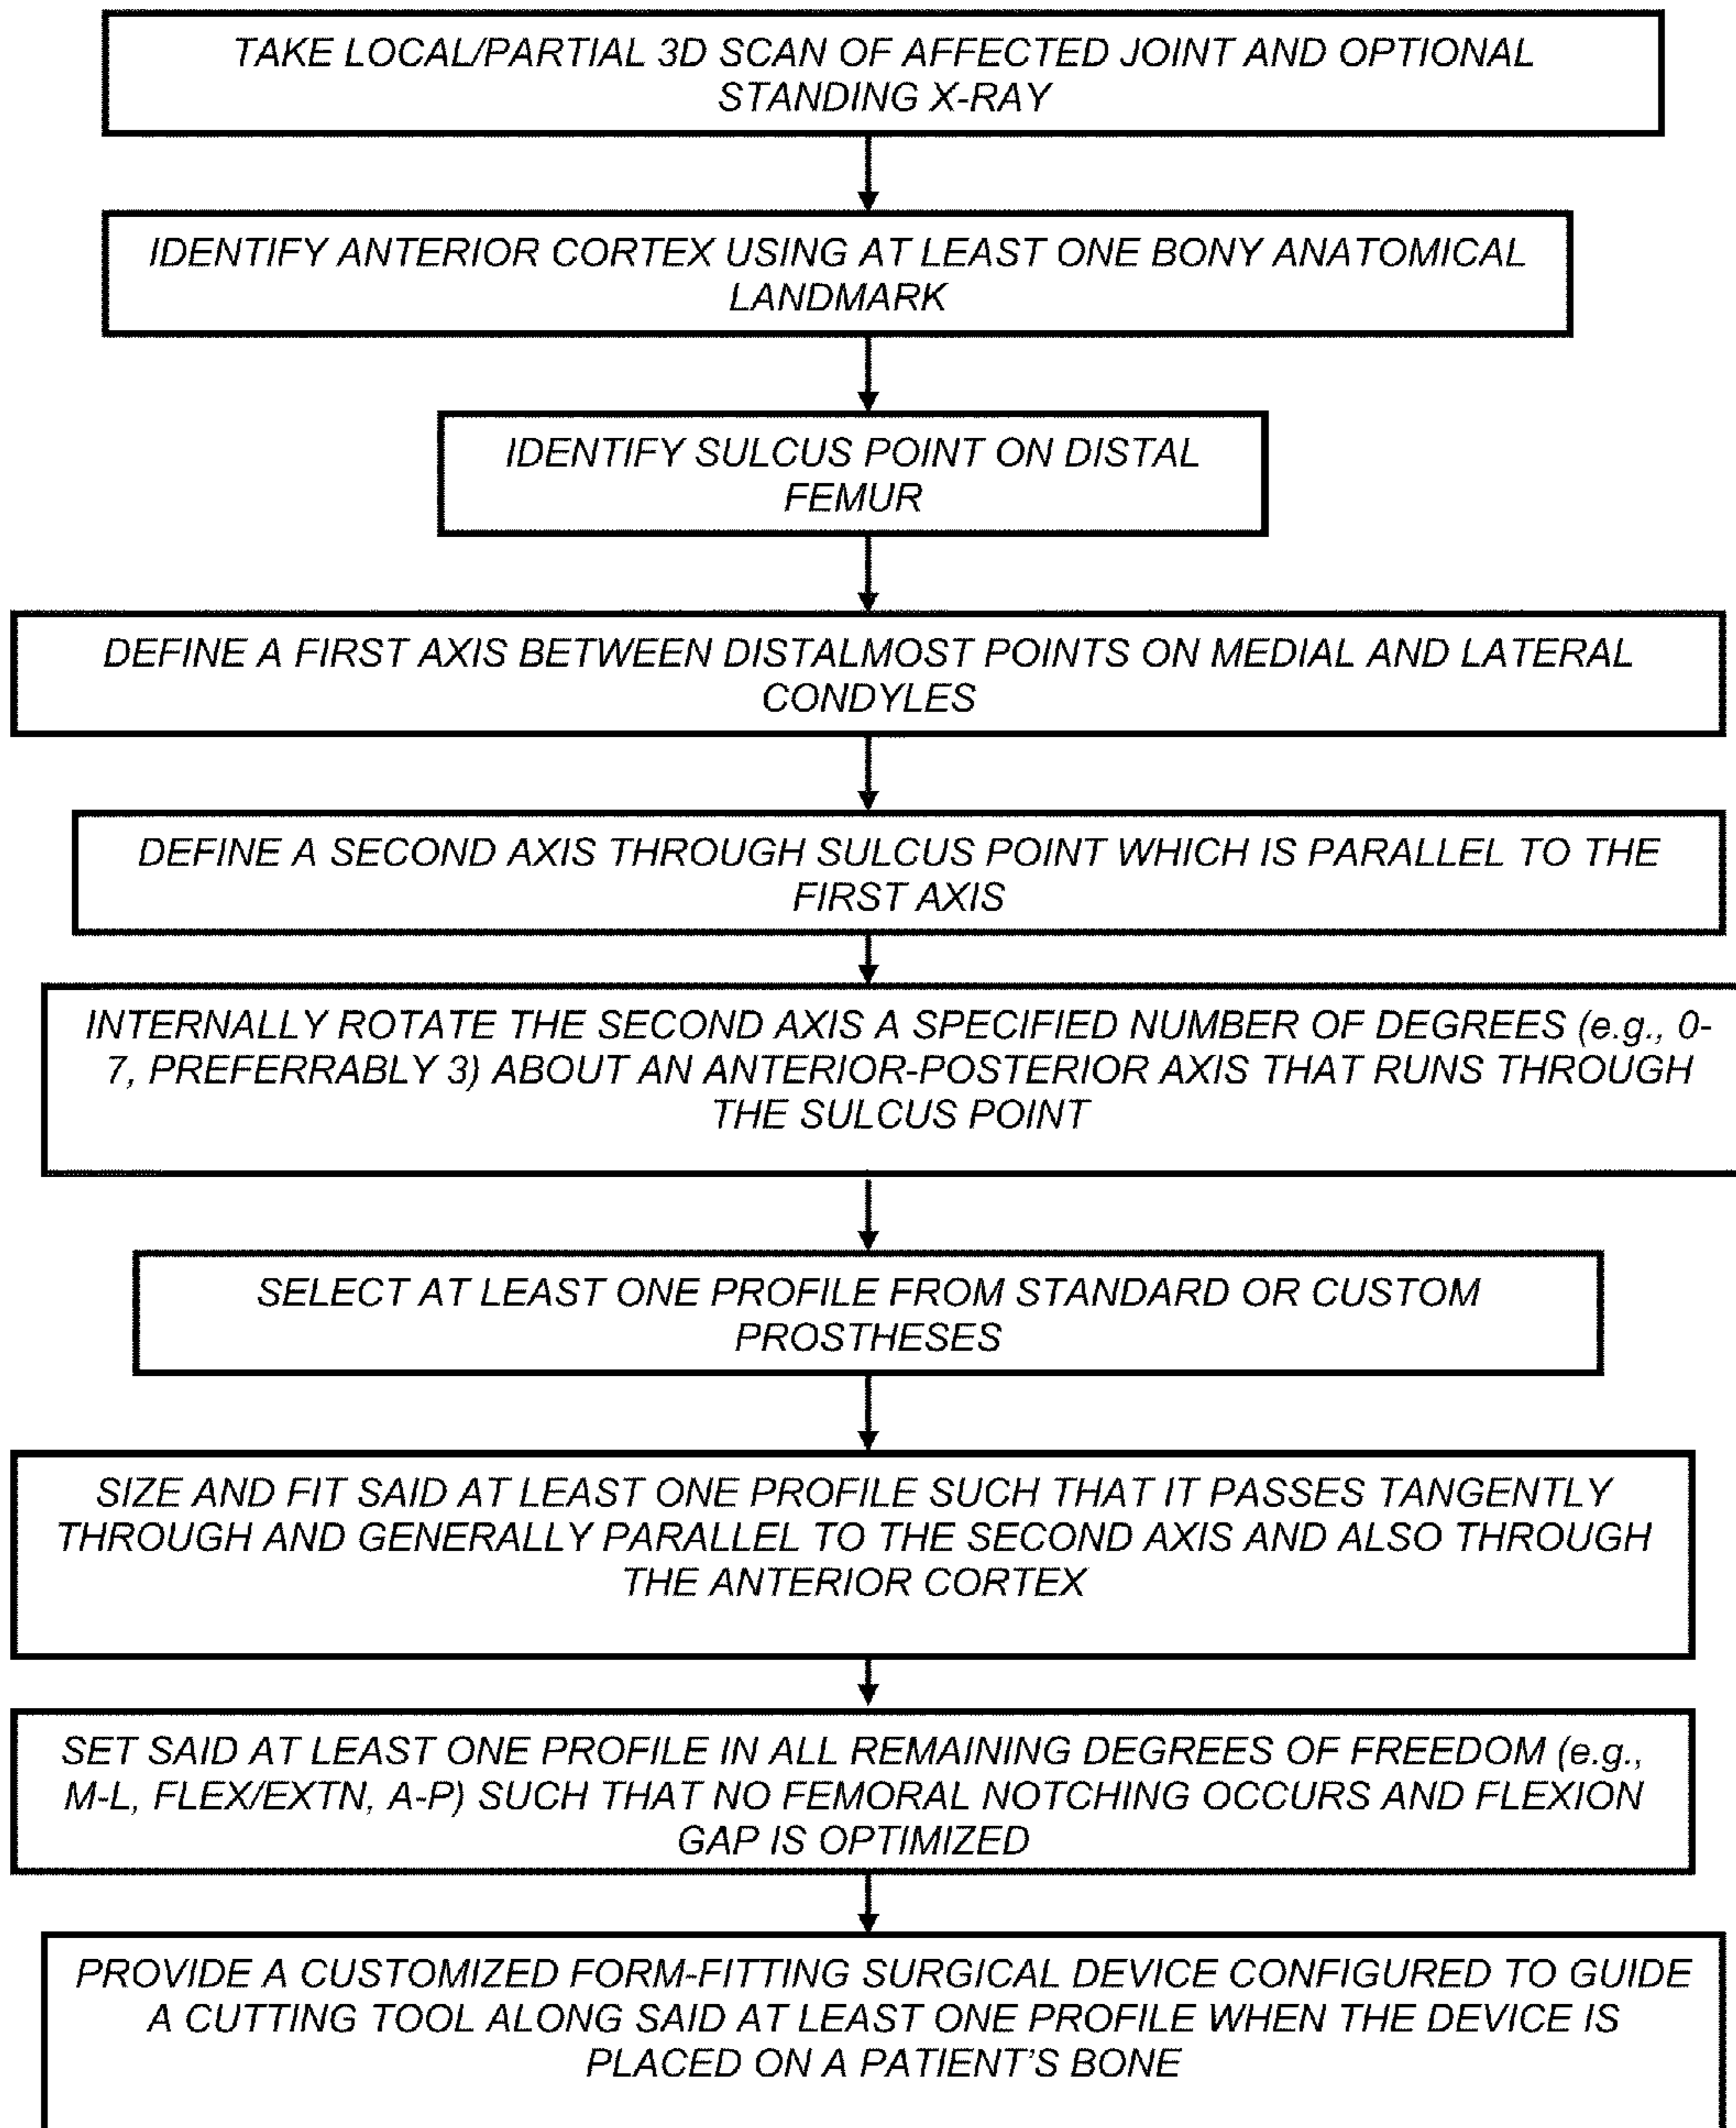 TAKE LOCAL/PARTIAL 3D SCAN OF AFFECTED JOINT AND OPTIONAL
STANDING X-RAY
IDENTIFY ANTERIOR CORTEX USING AT LEAST ONE BONY ANATOMICAL
LANDMARK
IDENTIFY SULCUS POINT ON DISTAL
FEMUR
DEFINE A FIRST AXIS BETWEEN DISTALMOST POINTS ON MEDIAL AND LATERAL
CONDYLES
DEFINE A SECOND AXIS THROUGH SULCUS POINT WHICH IS PARALLEL TO THE
FIRST AXIS
INTERNALLY ROTATE THE SECOND AXIS A SPECIFIED NUMBER OF DEGREES (e.g., 0-
7, PREFERRABLY 3) ABOUT AN ANTERIOR-POSTERIOR AXIS THAT RUNS THROUGH
THE SULCUS POINT
SELECT AT LEAST ONE PROFILE FROM STANDARD OR CUSTOM
PROSTHESES
SIZE AND FIT SAID AT LEAST ONE PROFILE SUCH THAT IT PASSES TANGENTLY
THROUGH AND GENERALLY PARALLEL TO THE SECOND AXIS AND ALSO THROUGH
THE ANTERIOR CORTEX
SET SAID AT LEAST ONE PROFILE IN ALL REMAINING DEGREES OF FREEDOM (e.g.,
M-L, FLEX/EXTN, A-P) SUCH THAT NO FEMORAL NOTCHING OCCURS AND FLEXION
GAP IS OPTIMIZED
PROVIDE A CUSTOMIZED FORM-FITTING SURGICAL DEVICE CONFIGURED TO GUIDE
A CUTTING TOOL ALONG SAID AT LEAST ONE PROFILE WHEN THE DEVICE IS
PLACED ON A PATIENT'S BONE